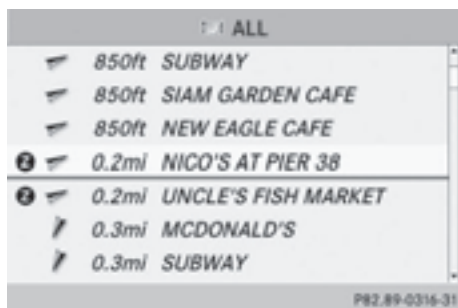 ALL
850ft SUBWAY
850ft SIAM GARDEN CAFE
850ft NEW EAGLE CAFE
Z 0.2mi NICO'S AT PIER 38
Z 0.2mi UNCLE'S FISH MARKET
0.3mi MCDONALD'S
0.3mi SUBWAY
P82.89-0316-31